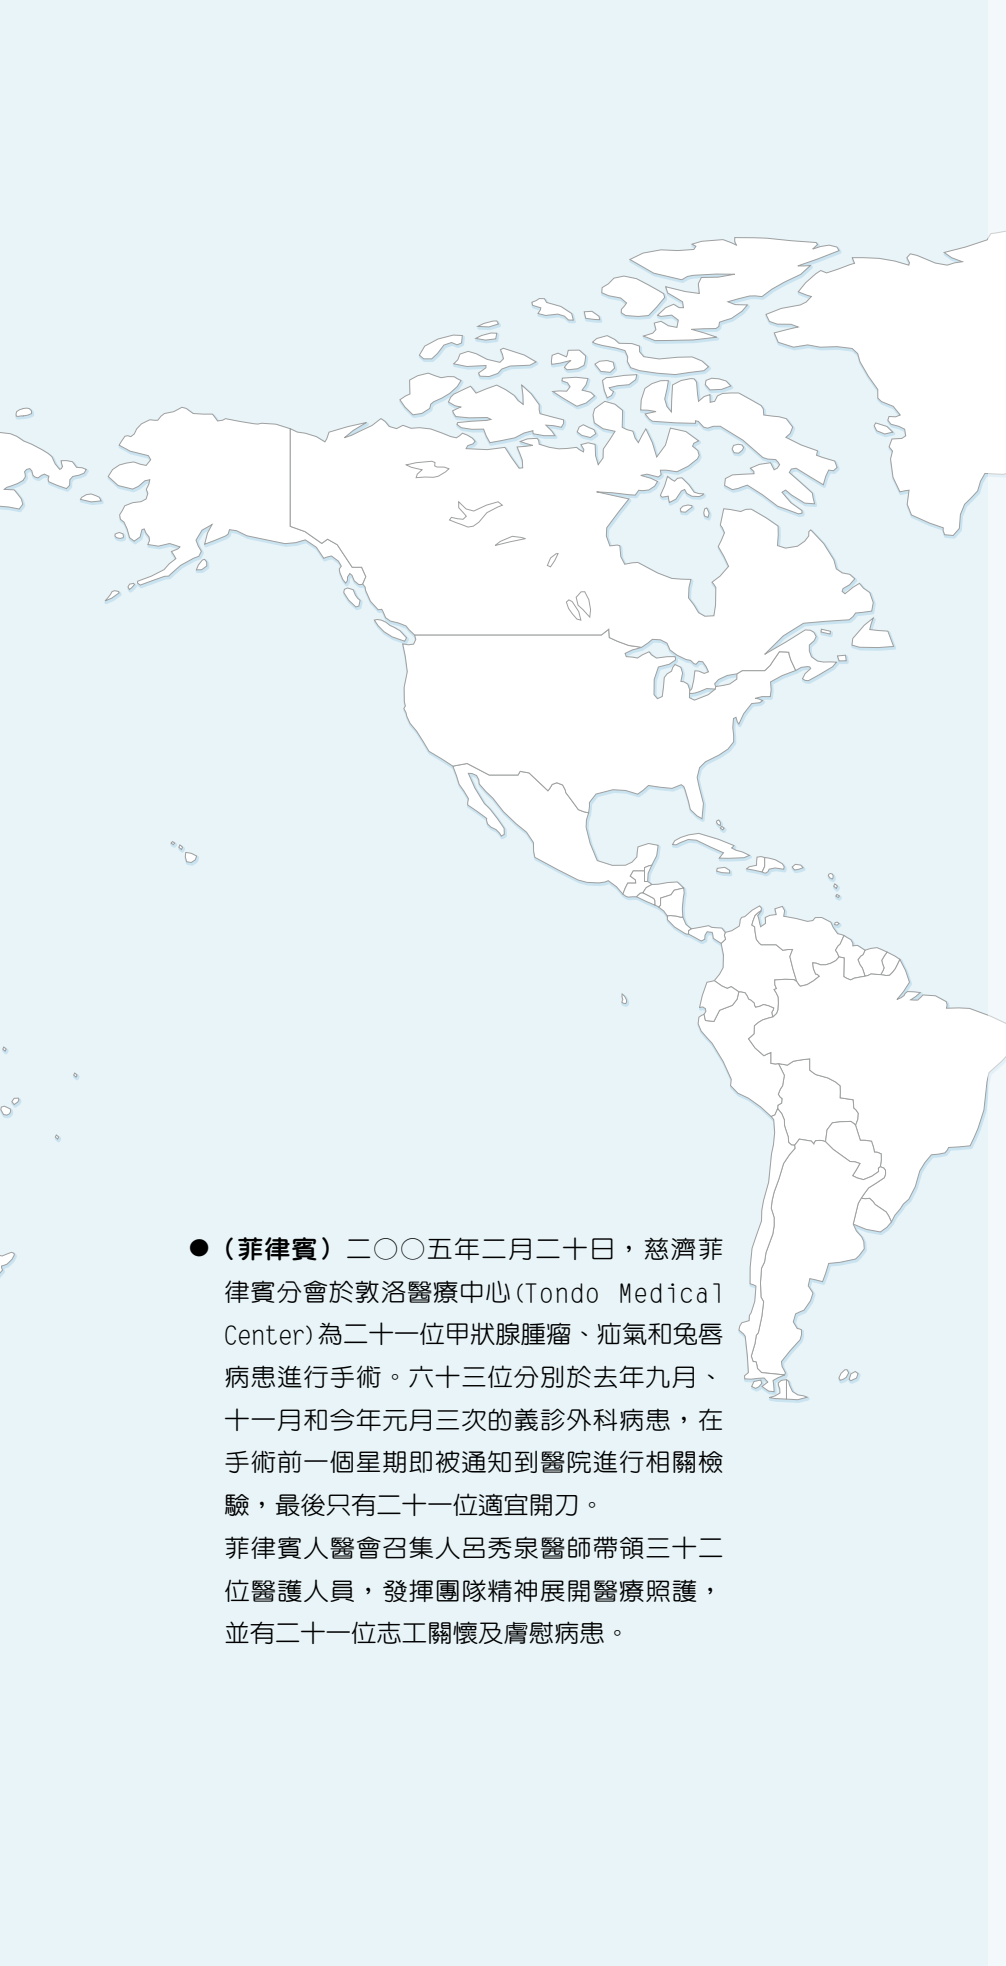 ●（菲律賓）二○○五年二月二十日，慈濟菲
律賓分會於敦洛醫療中心(Tondo Medical
Center)為二十一位甲狀腺腫瘤、疝氣和兔唇
病患進行手術。六十三位分別於去年九月、
十一月和今年元月三次的義診外科病患，在
手術前一個星期即被通知到醫院進行相關檢
驗，最後只有二十一位適宜開刀。
菲律賓人醫會召集人呂秀泉醫師帶領三十二
位醫護人員，發揮團隊精神展開醫療照護，
並有二十一位志工關懷及膚慰病患。